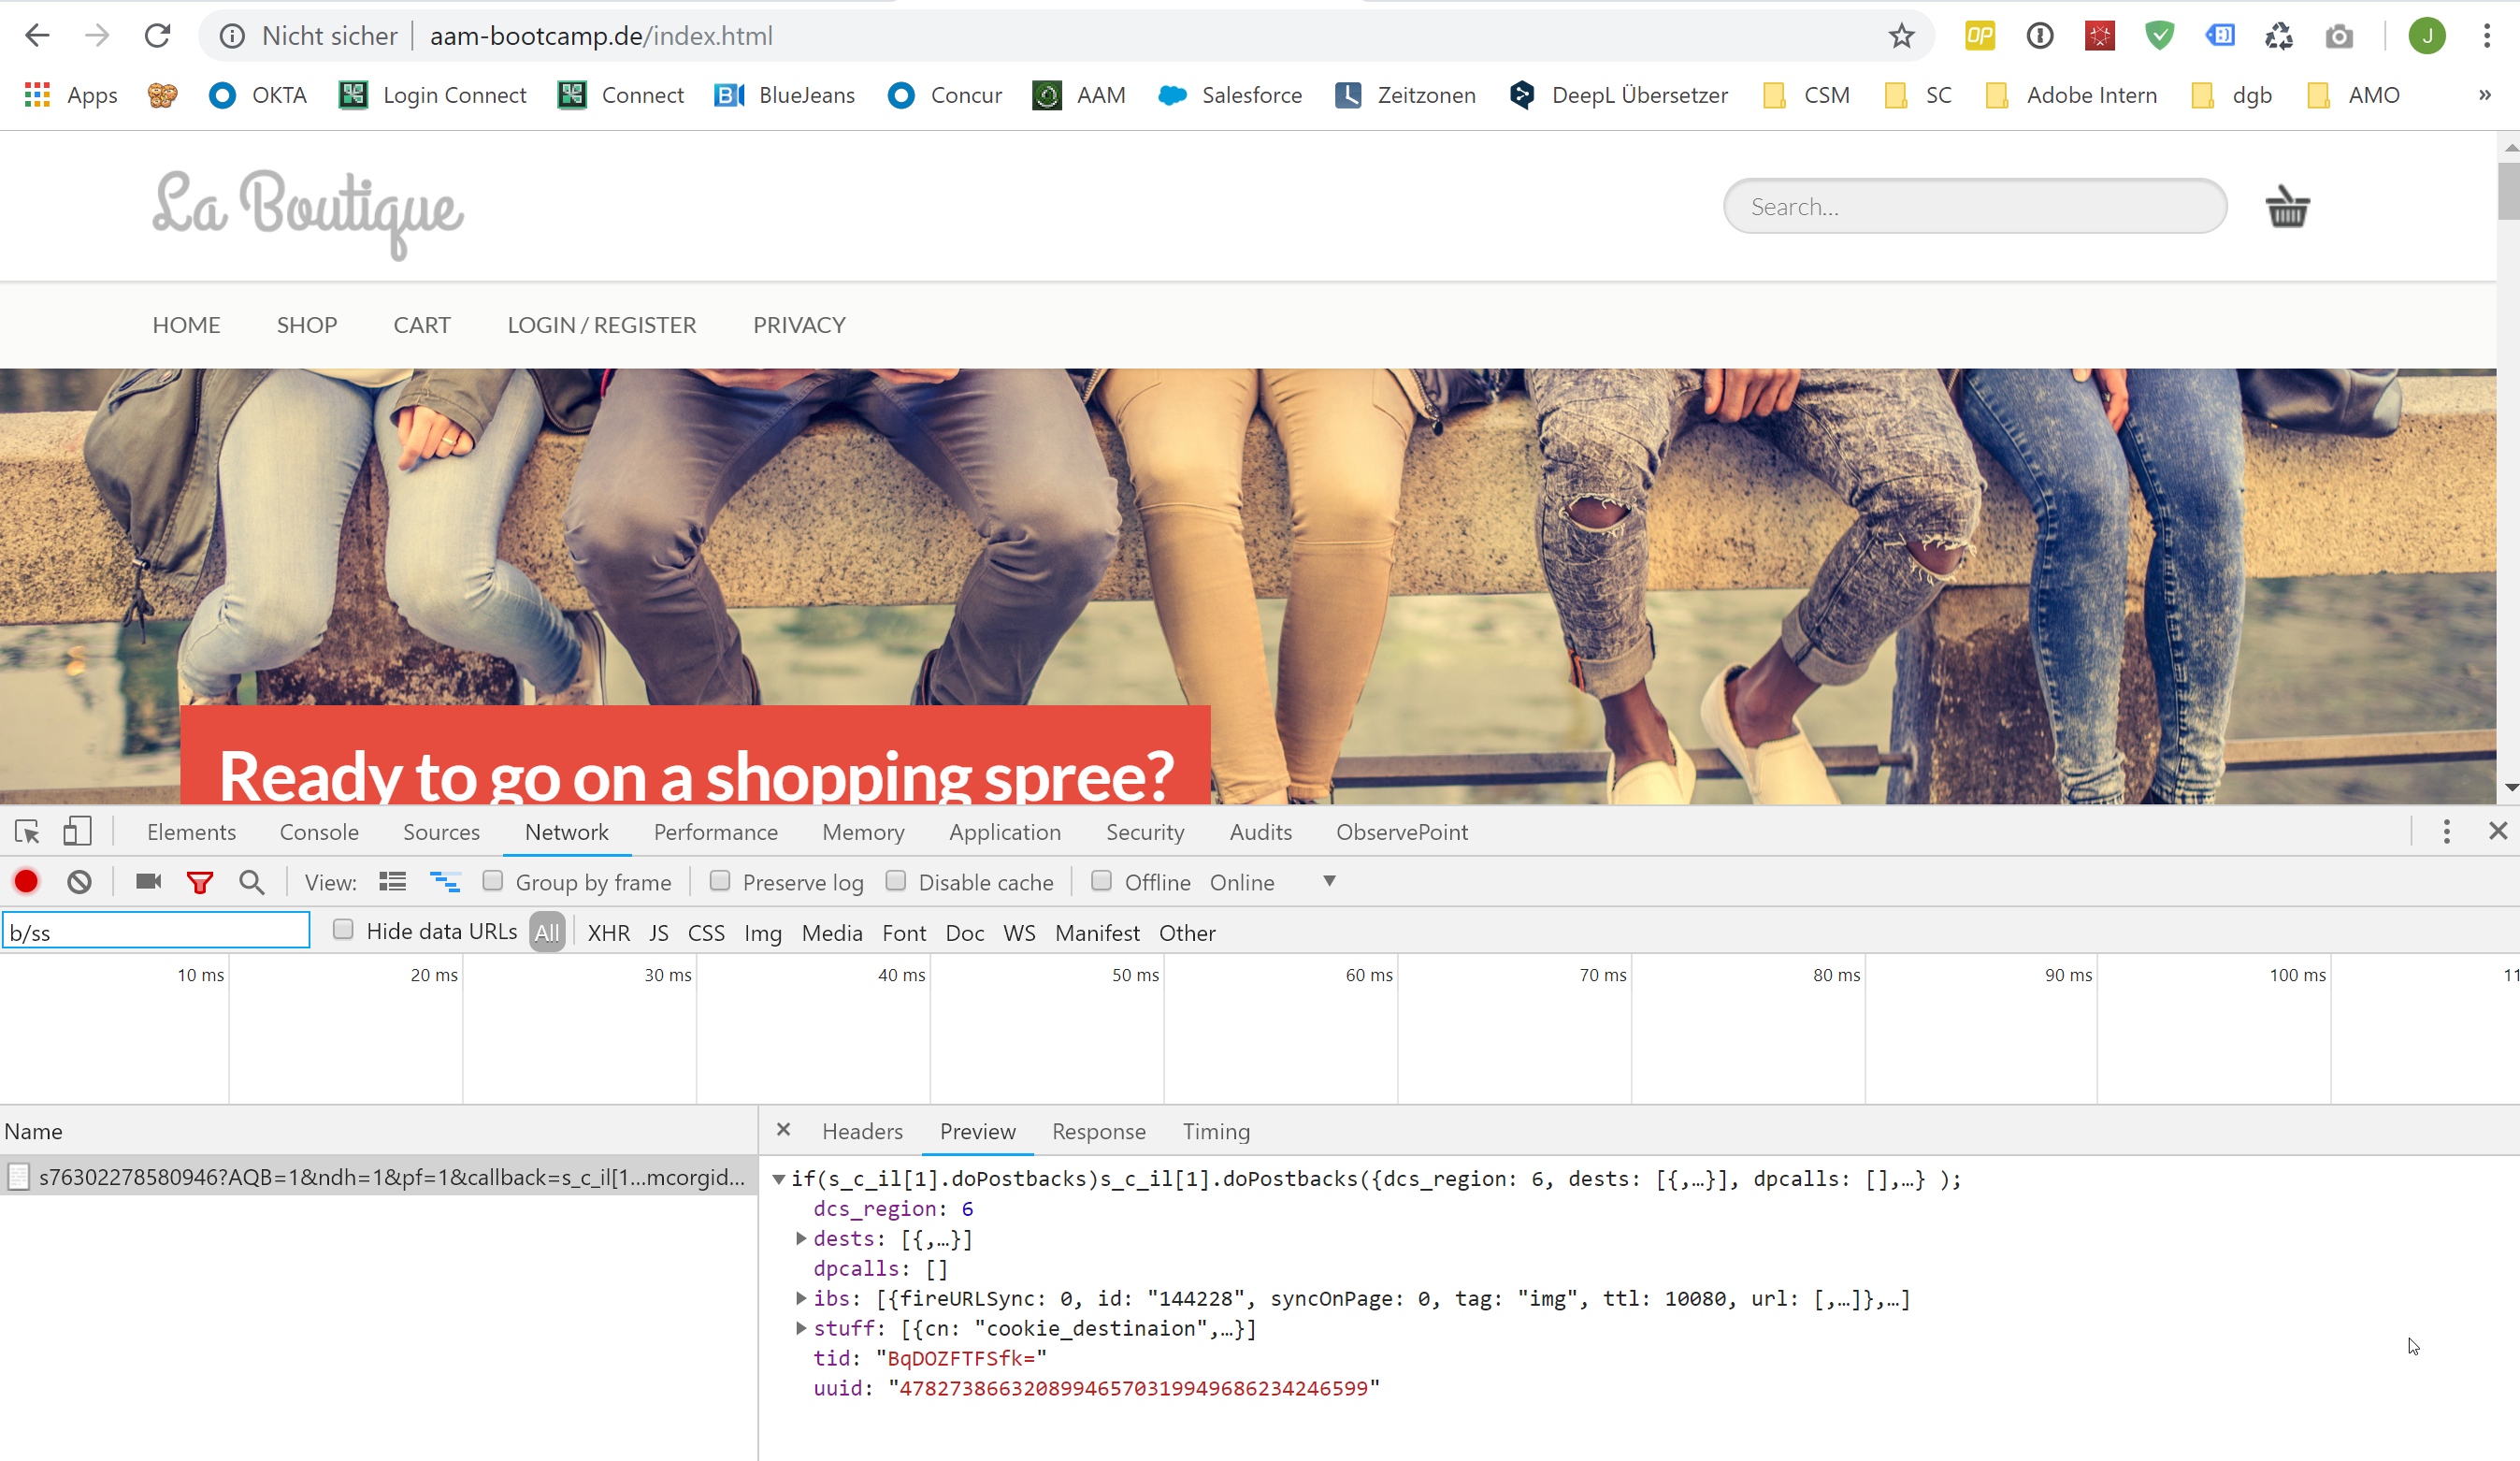 Nicht sicher | aam-bootcamp.de/index.html
OP J
Apps OKTA Login Connect Connect BlueJeans Concur AAM Salesforce Zeitzonen DeepL Übersetzer CSM SC Adobe Intern dgb AMO »
La Boutique
Search...
HOME SHOP CART LOGIN / REGISTER PRIVACY
Ready to go on a shopping spree?
Elements Console Sources Network Performance Memory Application Security Audits ObservePoint
View: Group by frame Preserve log Disable cache Offline Online
b/ss Hide data URLs All XHR JS CSS Img Media Font Doc WS Manifest Other
10 ms 20 ms 30 ms 40 ms 50 ms 60 ms 70 ms 80 ms 90 ms 100 ms 11
Name
Headers Preview Response Timing
s76302278580946?AQB=1&ndh=1&pf=1&callback=s_c_il[1...mcorgid...
if(s_c_il[1].doPostbacks)s_c_il[1].doPostbacks({dcs_region: 6, dests: [{,…}], dpcalls: [],…} );
dcs_region: 6
dests: [{,…}]
dpcalls: []
ibs: [{fireURLSync: 0, id: "144228", syncOnPage: 0, tag: "img", ttl: 10080, url: [,…]},…]
stuff: [{cn: "cookie_destinaion",…}]
tid: "BqDOZFTFSfk="
uuid: "47827386632089946570319949686234246599"